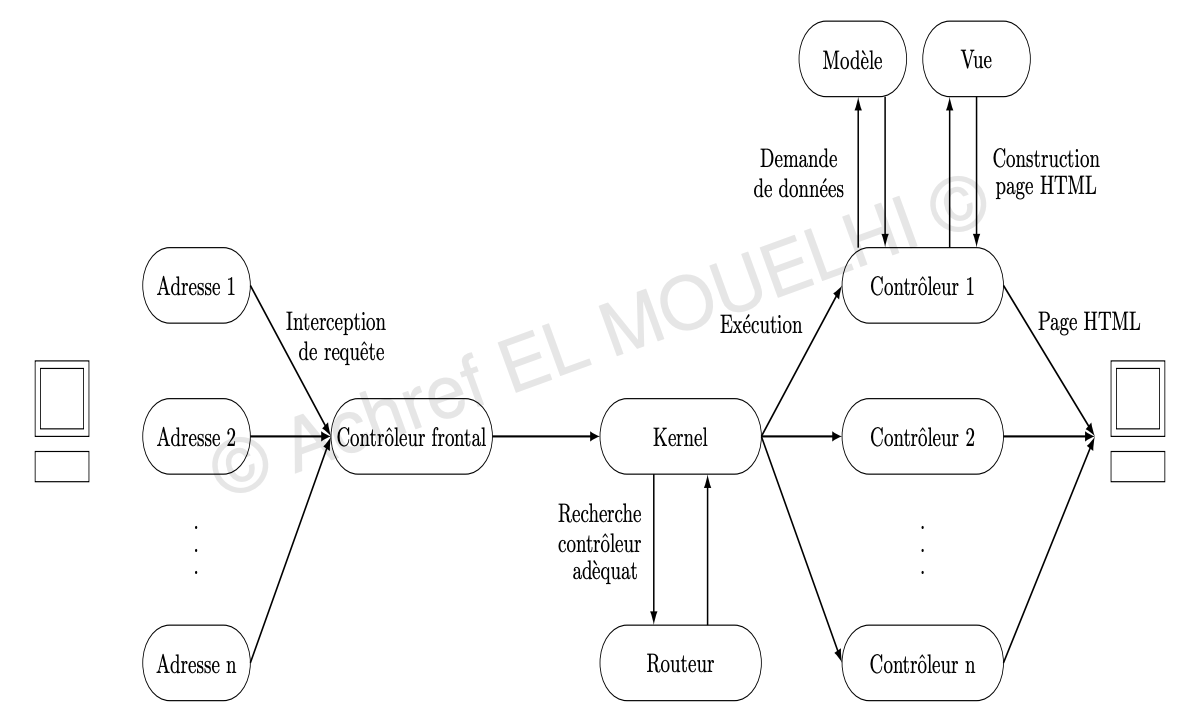 Modèle
Vue
Demande
de données
Construction
page HTML
© Achref EL MOUELHI ©
Adresse 1
Interception
de requête
Exécution
Contrôleur 1
Page HTML
Adresse 2
Contrôleur frontal
Kernel
Contrôleur 2
.
.
.
Recherche
contrôleur
adèquat
.
.
.
Adresse n
Routeur
Contrôleur n